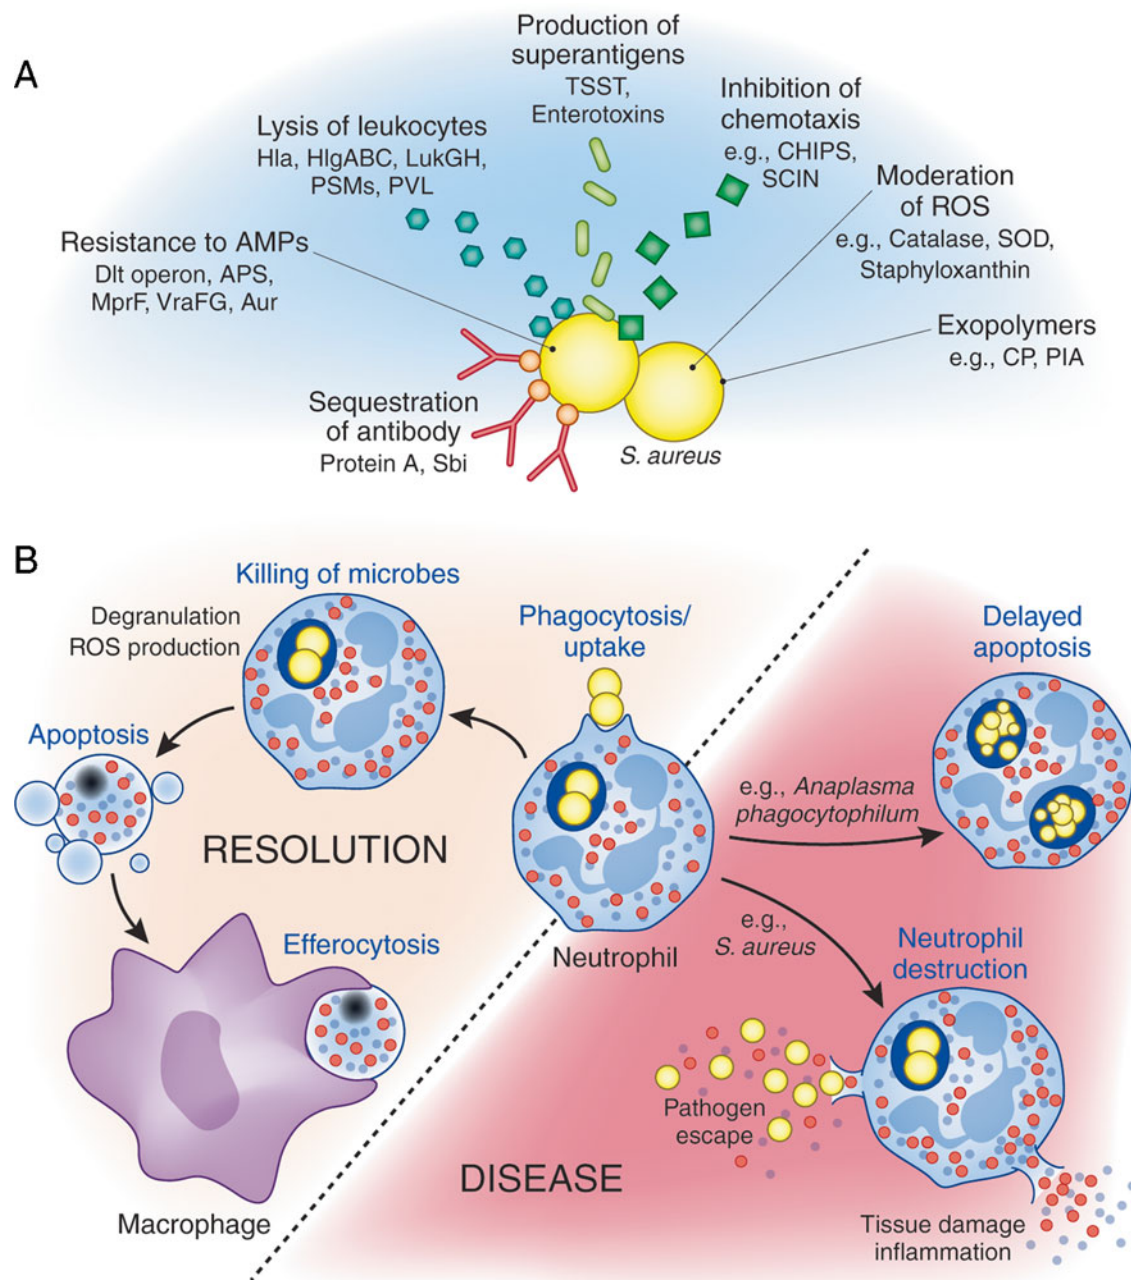 A
Production of
superantigens
TSST,
Enterotoxins
Inhibition of
chemotaxis
e.g., CHIPS,
SCIN
Lysis of leukocytes
Hla, HlgABC, LukGH,
PSMs, PVL
Moderation
of ROS
e.g., Catalase, SOD,
Staphyloxanthin
Resistance to AMPs
Dlt operon, APS,
MprF, VraFG, Aur
Exopolymers
e.g., CP, PIA
Sequestration
of antibody
Protein A, Sbi
S. aureus
B
Killing of microbes
Degranulation
ROS production
Phagocytosis/
uptake
Delayed
apoptosis
Apoptosis
e.g., Anaplasma
phagocytophilum
RESOLUTION
e.g.,
S. aureus
Neutrophil
Efferocytosis
Neutrophil
destruction
Pathogen
escape
DISEASE
Macrophage
Tissue damage
inflammation